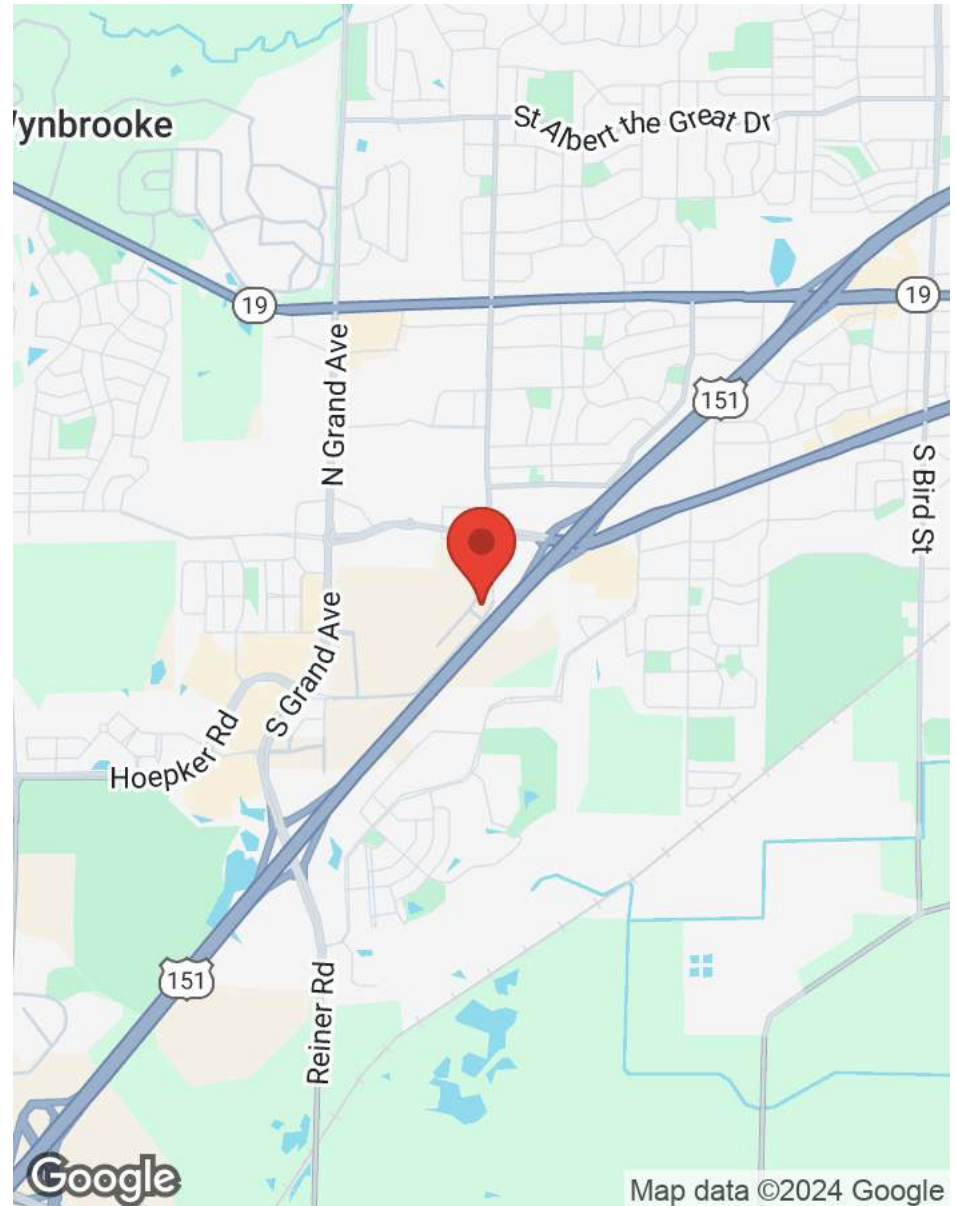 St Albert the Great Dr
ynbrooke
19
19
N Grand Ave
151
S Bird St
S Grand Ave
Hoepker Rd
151
Reiner Rd
Google
Map data ©2024 Google